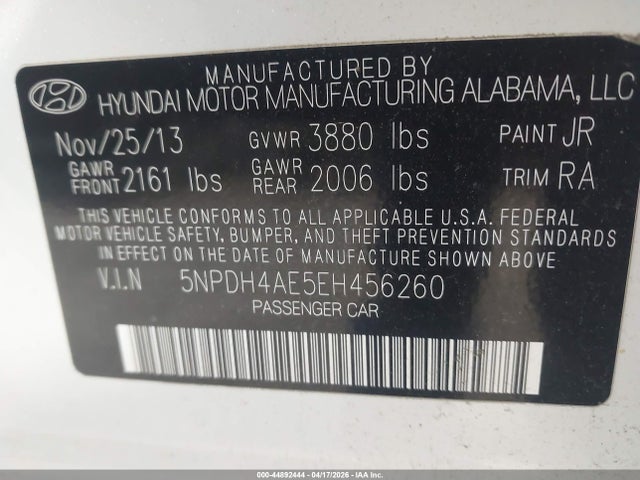 MANUFACTURED BY
HYUNDAI MOTOR MANUFACTURING ALABAMA, LLC
Nov/25/13 GVWR 3880 lbs PAINT JR
GAWR FRONT 2161 lbs GAWR REAR 2006 lbs TRIM RA
THIS VEHICLE CONFORMS TO ALL APPLICABLE U.S.A. FEDERAL
MOTOR VEHICLE SAFETY, BUMPER, AND THEFT PREVENTION STANDARDS
IN EFFECT ON THE DATE OF MANUFACTURE SHOWN ABOVE.
V.I.N 5NPDH4AE5EH456260
PASSENGER CAR
000-44892444 - 04/17/2026 - IAA Inc.